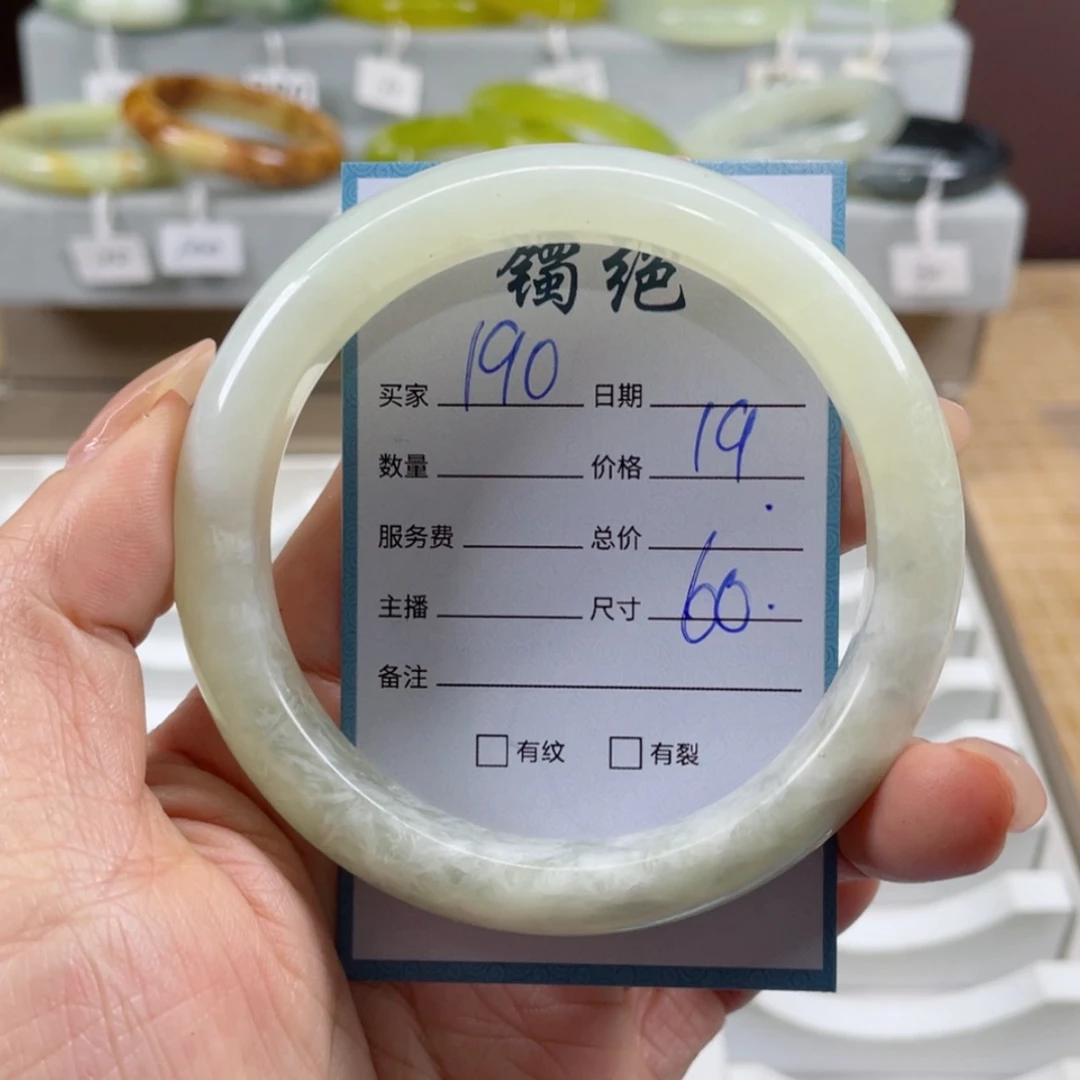 镯绝
买家 190 日期
数量 价格 19.
服务费 总价
主播 尺寸 60.
备注
□有纹 □有裂